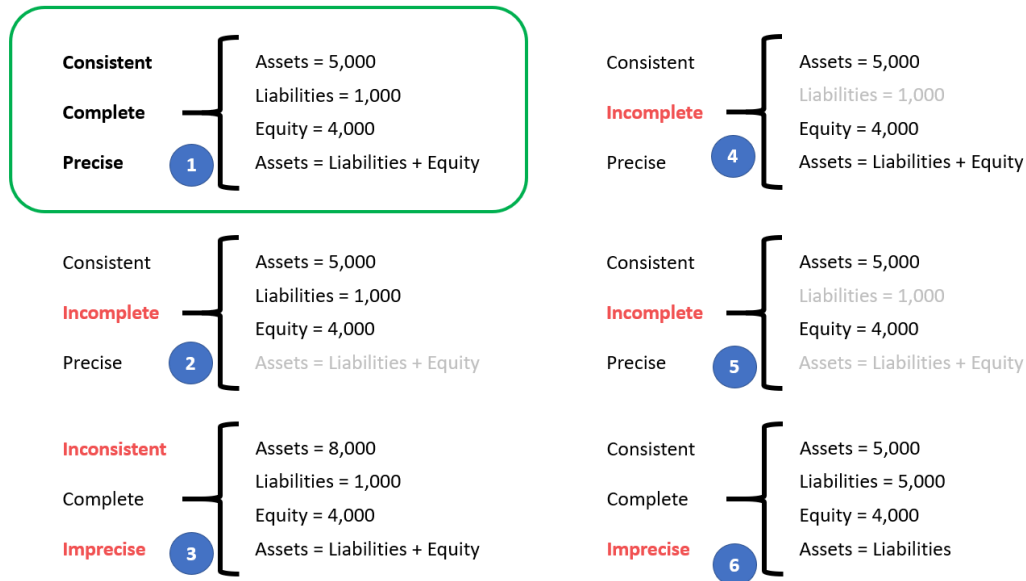 Consistent
Complete
Precise
1
Assets = 5,000
Liabilities = 1,000
Equity = 4,000
Assets = Liabilities + Equity
Consistent
Incomplete
Precise
4
Assets = 5,000
Liabilities = 1,000
Equity = 4,000
Assets = Liabilities + Equity
Consistent
Incomplete
Precise
2
Assets = 5,000
Liabilities = 1,000
Equity = 4,000
Assets = Liabilities + Equity
Consistent
Incomplete
Precise
5
Assets = 5,000
Liabilities = 1,000
Equity = 4,000
Assets = Liabilities + Equity
Inconsistent
Complete
Imprecise
3
Assets = 8,000
Liabilities = 1,000
Equity = 4,000
Assets = Liabilities + Equity
Consistent
Complete
Imprecise
6
Assets = 5,000
Liabilities = 5,000
Equity = 4,000
Assets = Liabilities